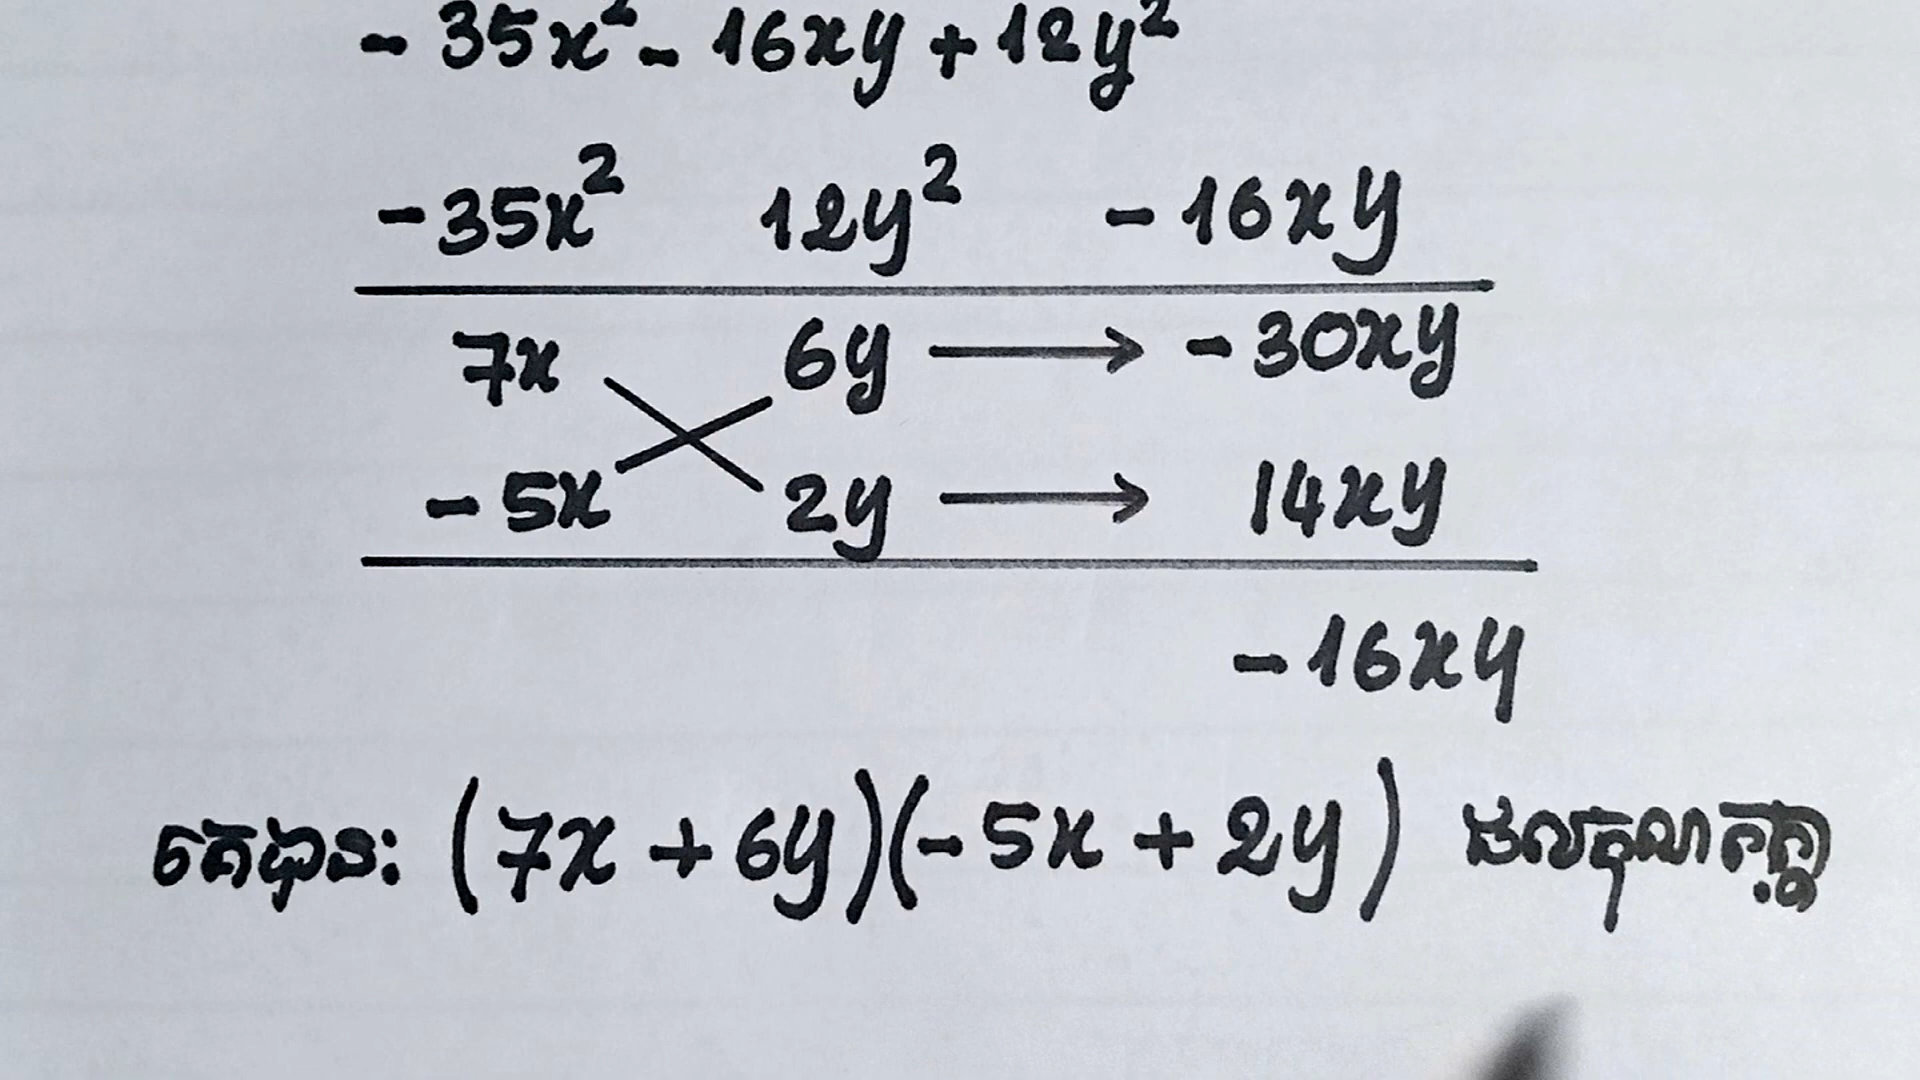 - 35x² - 16xy + 12y²
-35x² 12y² - 16xy
7x 6y → - 30xy
- 5x 2y → 14xy
- 16xy
គេបាន: (7x + 6y)(- 5x + 2y) ផលគុណកត្តា